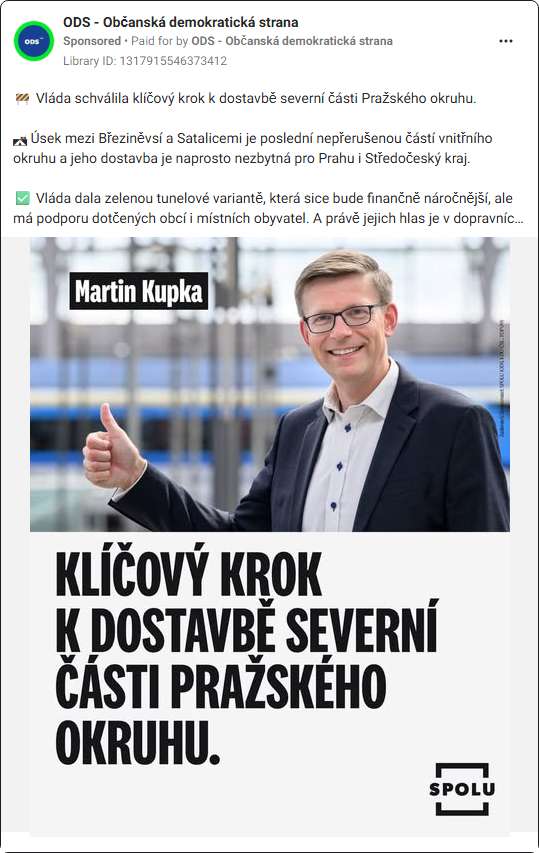 ODS - Občanská demokratická strana
Sponsored • Paid for by ODS - Občanská demokratická strana
Library ID: 1317915546373412
ODS
🚧 Vláda schválila klíčový krok k dostavbě severní části Pražského okruhu.
🛣 Úsek mezi Březiněvsí a Satalicemi je poslední nepřerušenou částí vnitřního
okruhu a jeho dostavba je naprosto nezbytná pro Prahu i Středočeský kraj.
✅ Vláda dala zelenou tunelové variantě, která sice bude finančně náročnější, ale
má podporu dotčených obcí i místních obyvatel. A právě jejich hlas je v dopravníc...
Martin Kupka
KLÍČOVÝ KROK
K DOSTAVBĚ SEVERNÍ
ČÁSTI PRAŽSKÉHO
OKRUHU.
SPOLU